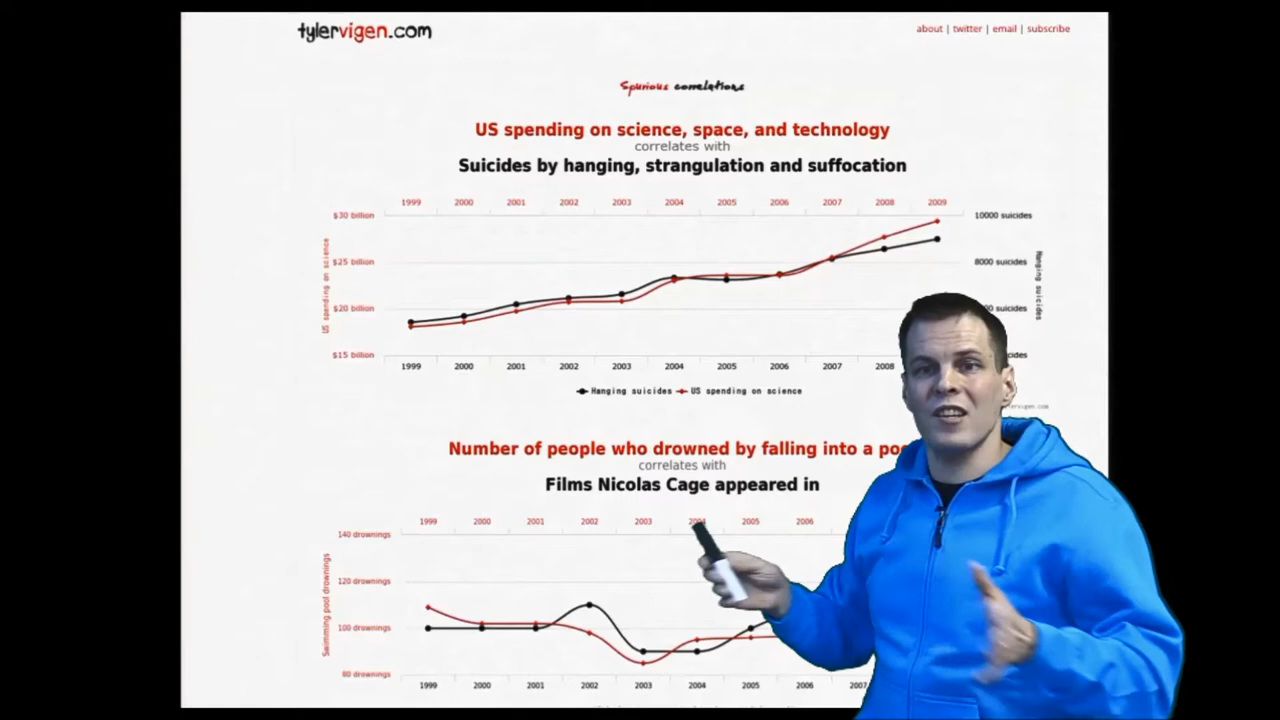 tylervigen.com
about | twitter | email | subscribe
Spurious correlations
US spending on science, space, and technology
correlates with
Suicides by hanging, strangulation and suffocation
1999 2000 2001 2002 2003 2004 2005 2006 2007 2008 2009
$30 billion 10000 suicides
$25 billion 8000 suicides
$20 billion suicides
$15 billion
US spending on science
Hanging suicides
1999 2000 2001 2002 2003 2004 2005 2006 2007 2008
Hanging suicides US spending on science
Number of people who drowned by falling into a
correlates with
Films Nicolas Cage appeared in
1999 2000 2001 2002 2003 2004 2005 2006
140 drownings
120 drownings
100 drownings
80 drownings
Swimming pool drownings
1999 2000 2001 2002 2003 2004 2005 2006 2007